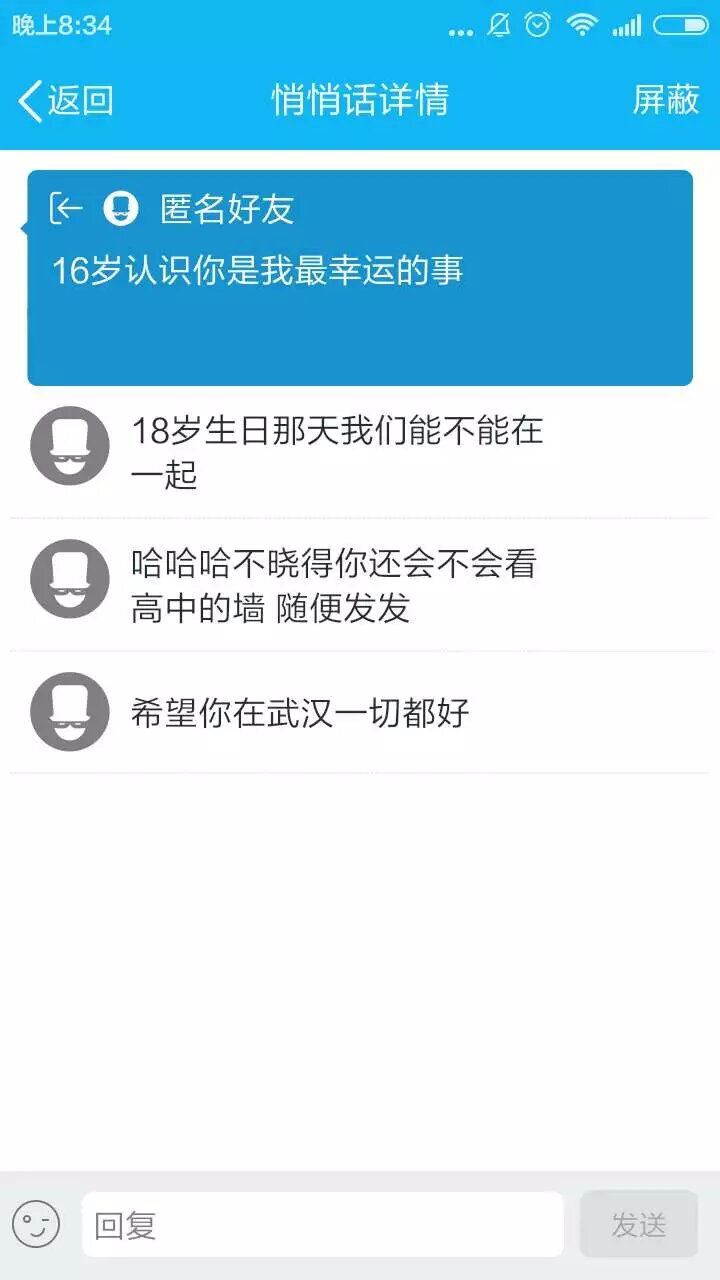 晚上8:34
返回
悄悄话详情
屏蔽
匿名好友
16岁认识你是我最幸运的事
18岁生日那天我们能不能在
一起
哈哈哈不晓得你还会不会看
高中的墙 随便发发
希望你在武汉一切都好
回复
发送